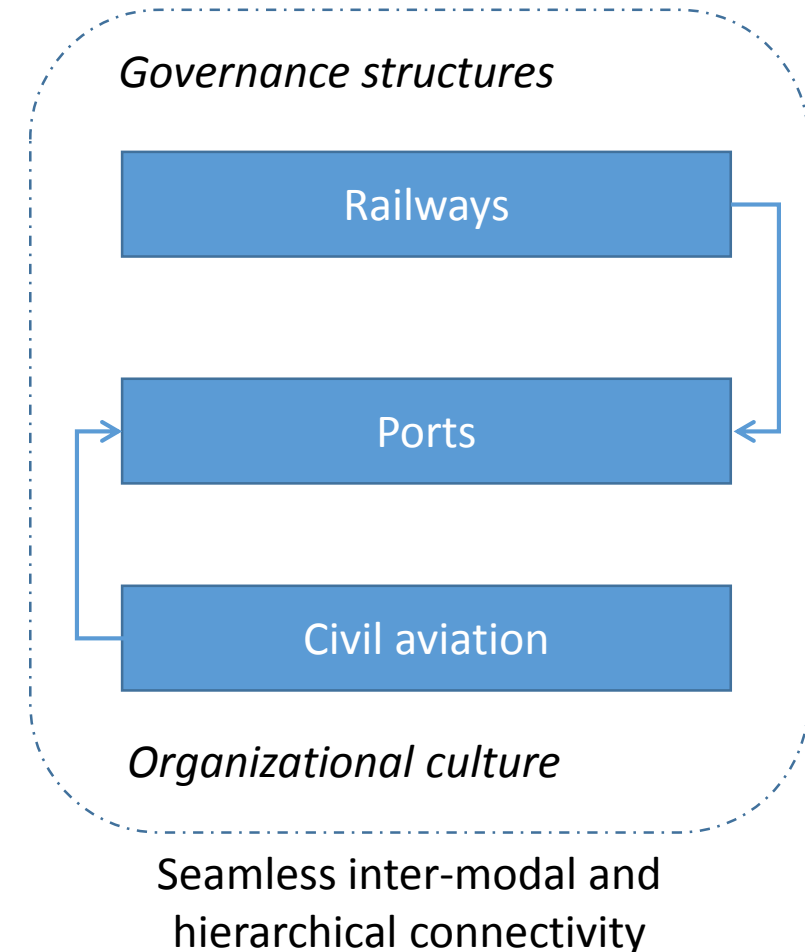 Governance structures
Railways
Ports
Civil aviation
Organizational culture
Seamless inter-modal and
hierarchical connectivity